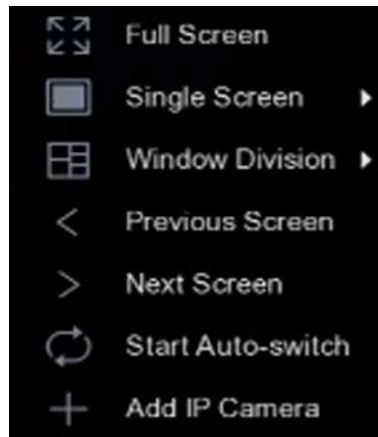 Full Screen
Single Screen
Window Division
Previous Screen
Next Screen
Start Auto-switch
Add IP Camera